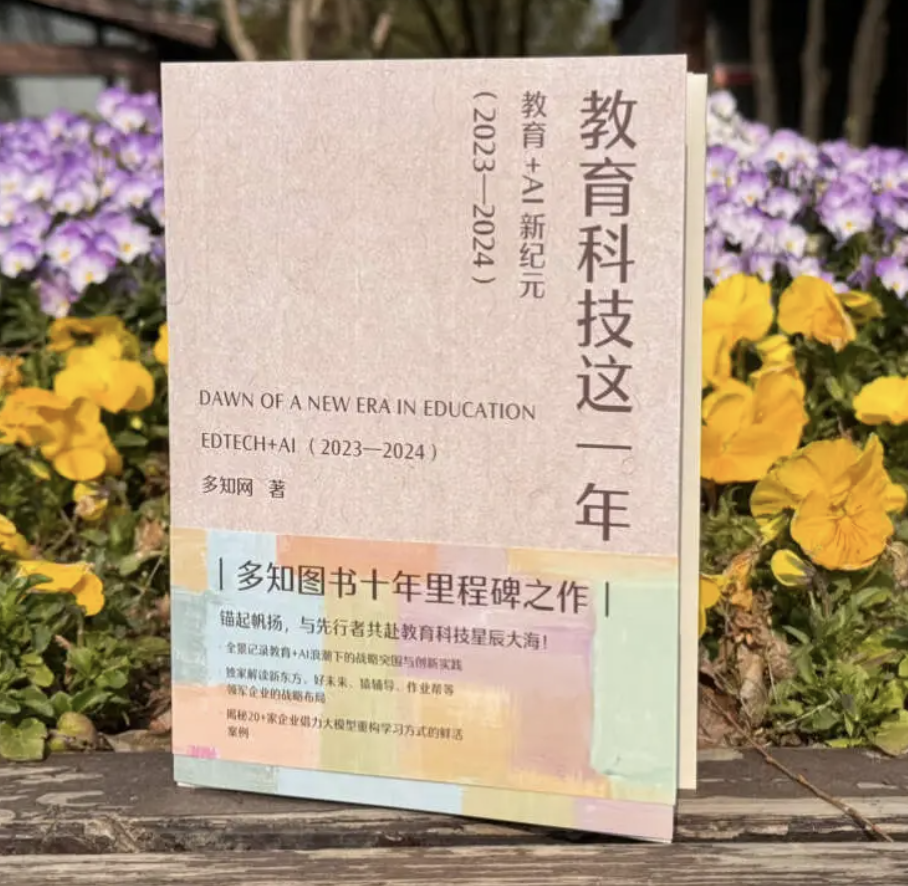 教育科技这一年
教育+AI 新纪元
（2023—2024）
DAWN OF A NEW ERA IN EDUCATION
EDTECH+AI（2023—2024）
多知网 著
｜多知图书十年里程碑之作｜
锚起帆扬，与先行者共赴教育科技星辰大海！
· 全景记录教育+AI浪潮下的战略突围与创新实践
· 独家解读新东方、好未来、猿辅导、作业帮等
领军企业的战略布局
· 揭秘20+家企业借力大模型重构学习方式的鲜活
案例